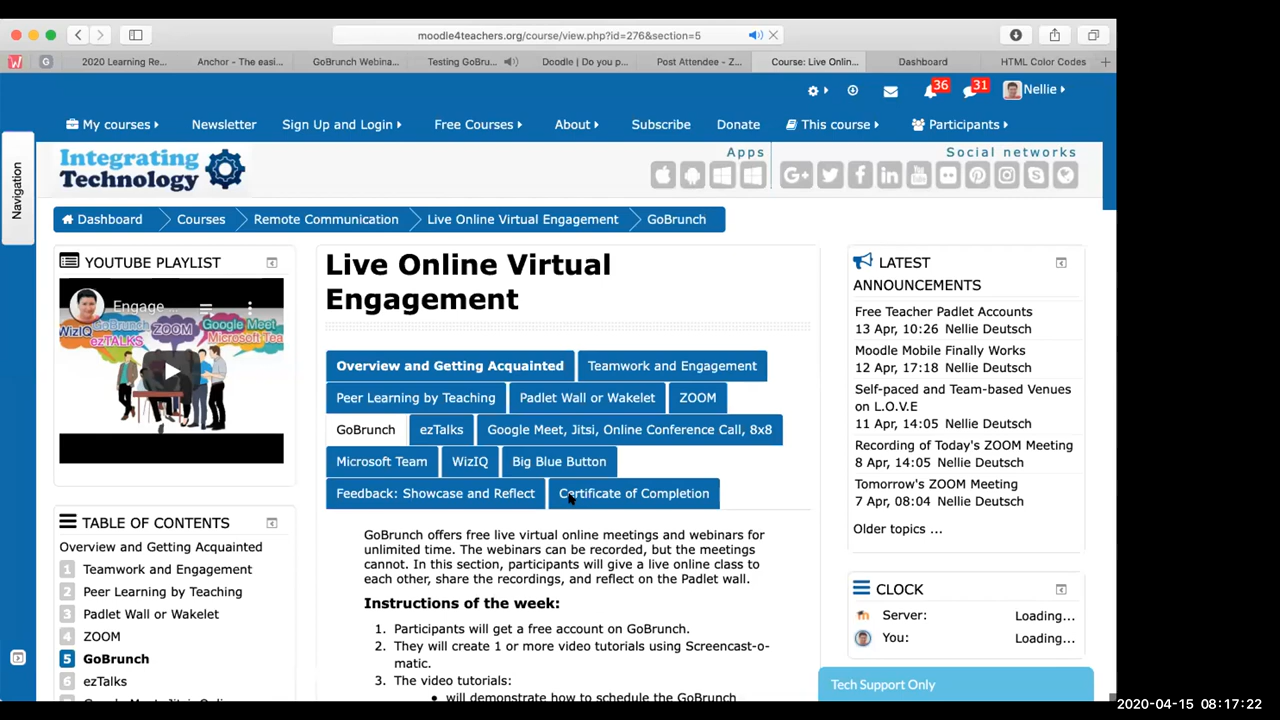 moodle4teachers.org/course/view.php?id=276&section=5
2020 Learning Re...
Anchor - The easi...
GoBrunch Webina...
Testing GoBru...
Doodle | Do you p...
Post Attendee - Z...
Course: Live Onlin...
Dashboard
HTML Color Codes
36
31
Nellie
My courses
Newsletter
Sign Up and Login
Free Courses
About
Subscribe
Donate
This course
Participants
Navigation
Integrating
Technology
Apps
Social networks
Dashboard
Courses
Remote Communication
Live Online Virtual Engagement
GoBrunch
YOUTUBE PLAYLIST
Engage ...
WizIQ
GoBrunch
ZOOM
Google Meet
ezTALKS
Microsoft Tea
TABLE OF CONTENTS
Overview and Getting Acquainted
1 Teamwork and Engagement
2 Peer Learning by Teaching
3 Padlet Wall or Wakelet
4 ZOOM
5 GoBrunch
6 ezTalks
Live Online Virtual
Engagement
Overview and Getting Acquainted
Teamwork and Engagement
Peer Learning by Teaching
Padlet Wall or Wakelet
ZOOM
GoBrunch
ezTalks
Google Meet, Jitsi, Online Conference Call, 8x8
Microsoft Team
WizIQ
Big Blue Button
Feedback: Showcase and Reflect
Certificate of Completion
GoBrunch offers free live virtual online meetings and webinars for
unlimited time. The webinars can be recorded, but the meetings
cannot. In this section, participants will give a live online class to
each other, share the recordings, and reflect on the Padlet wall.
Instructions of the week:
1. Participants will get a free account on GoBrunch.
2. They will create 1 or more video tutorials using Screencast-o-
matic.
3. The video tutorials:
• will demonstrate how to schedule the GoBrunch
LATEST
ANNOUNCEMENTS
Free Teacher Padlet Accounts
13 Apr, 10:26 Nellie Deutsch
Moodle Mobile Finally Works
12 Apr, 17:18 Nellie Deutsch
Self-paced and Team-based Venues
on L.O.V.E
11 Apr, 14:05 Nellie Deutsch
Recording of Today's ZOOM Meeting
8 Apr, 14:05 Nellie Deutsch
Tomorrow's ZOOM Meeting
7 Apr, 08:04 Nellie Deutsch
Older topics ...
CLOCK
Server: Loading...
You: Loading...
Tech Support Only
2020-04-15 08:17:22